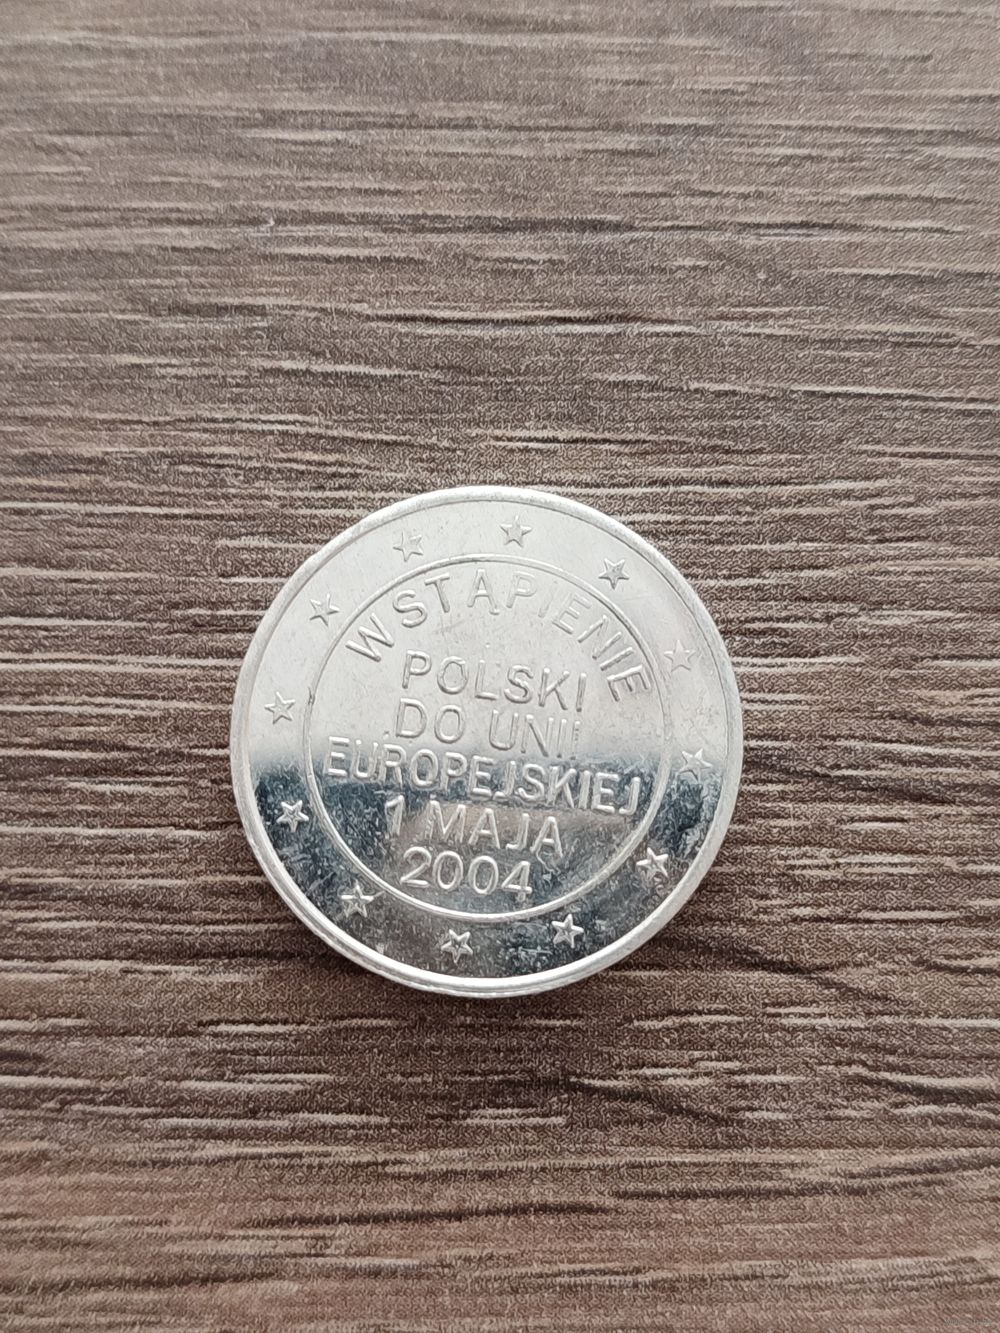 WSTĄPIENIE
POLSKI
DO UNII
EUROPEJSKIEJ
1 MAJA
2004